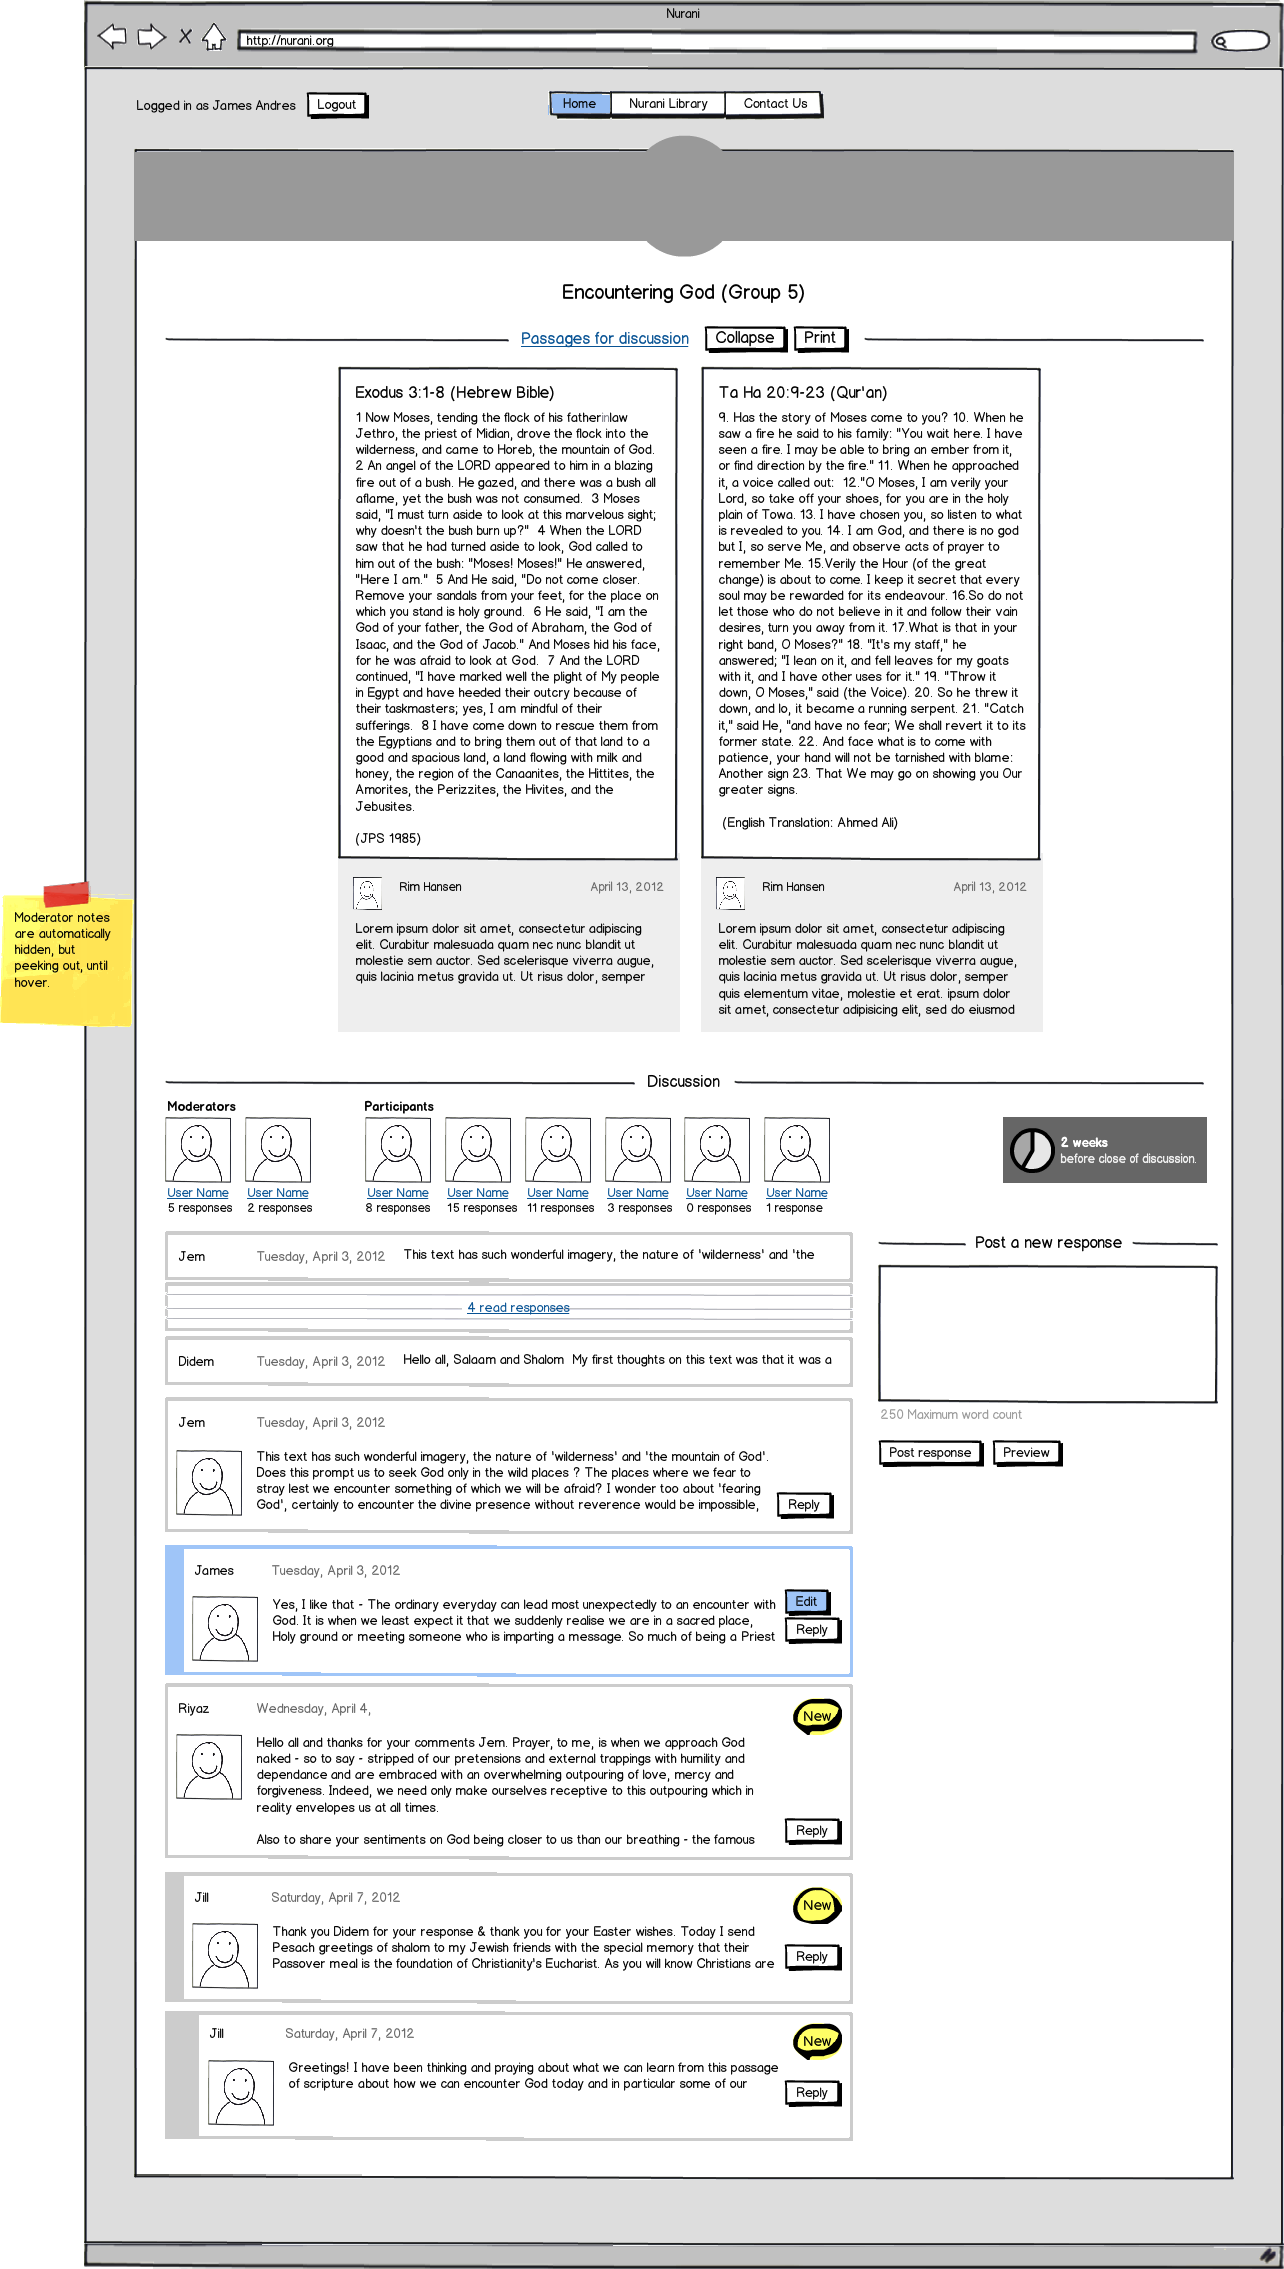 Nurani
http://nurani.org
Logged in as James Andres
Logout
Home
Nurani Library
Contact Us
Encountering God (Group 5)
Passages for discussion
Collapse
Print
Exodus 3:1-8 (Hebrew Bible)
1 Now Moses, tending the flock of his fatherinlaw
Jethro, the priest of Midian, drove the flock into the
wilderness, and came to Horeb, the mountain of God.
2 An angel of the LORD appeared to him in a blazing
fire out of a bush. He gazed, and there was a bush all
aflame, yet the bush was not consumed.  3 Moses
said, "I must turn aside to look at this marvelous sight;
why doesn't the bush burn up?"  4 When the LORD
saw that he had turned aside to look, God called to
him out of the bush: "Moses! Moses!" He answered,
"Here I am."  5 And He said, "Do not come closer.
Remove your sandals from your feet, for the place on
which you stand is holy ground.  6 He said, "I am the
God of your father, the God of Abraham, the God of
Isaac, and the God of Jacob." And Moses hid his face,
for he was afraid to look at God.  7 And the LORD
continued, "I have marked well the plight of My people
in Egypt and have heeded their outcry because of
their taskmasters; yes, I am mindful of their
sufferings.  8 I have come down to rescue them from
the Egyptians and to bring them out of that land to a
good and spacious land, a land flowing with milk and
honey, the region of the Canaanites, the Hittites, the
Amorites, the Perizzites, the Hivites, and the
Jebusites.
(JPS 1985)
Ta Ha 20:9-23 (Qur'an)
9. Has the story of Moses come to you? 10. When he
saw a fire he said to his family: "You wait here. I have
seen a fire. I may be able to bring an ember from it,
or find direction by the fire." 11. When he approached
it, a voice called out:  12."O Moses, I am verily your
Lord, so take off your shoes, for you are in the holy
plain of Towa. 13. I have chosen you, so listen to what
is revealed to you. 14. I am God, and there is no god
but I, so serve Me, and observe acts of prayer to
remember Me. 15.Verily the Hour (of the great
change) is about to come. I keep it secret that every
soul may be rewarded for its endeavour. 16.So do not
let those who do not believe in it and follow their vain
desires, turn you away from it. 17.What is that in your
right band, O Moses?" 18. "It's my staff," he
answered; "I lean on it, and fell leaves for my goats
with it, and I have other uses for it." 19. "Throw it
down, O Moses," said (the Voice). 20. So he threw it
down, and lo, it became a running serpent. 21. "Catch
it," said He, "and have no fear; We shall revert it to its
former state. 22. And face what is to come with
patience, your hand will not be tarnished with blame:
Another sign 23. That We may go on showing you Our
greater signs.
(English Translation: Ahmed Ali)
Rim Hansen
April 13, 2012
Lorem ipsum dolor sit amet, consectetur adipiscing
elit. Curabitur malesuada quam nec nunc blandit ut
molestie sem auctor. Sed scelerisque viverra augue,
quis lacinia metus gravida ut. Ut risus dolor, semper
Rim Hansen
April 13, 2012
Lorem ipsum dolor sit amet, consectetur adipiscing
elit. Curabitur malesuada quam nec nunc blandit ut
molestie sem auctor. Sed scelerisque viverra augue,
quis lacinia metus gravida ut. Ut risus dolor, semper
quis elementum vitae, molestie et erat. ipsum dolor
sit amet, consectetur adipisicing elit, sed do eiusmod
Moderator notes
are automatically
hidden, but
peeking out, until
hover.
Discussion
Moderators
User Name
5 responses
User Name
2 responses
Participants
User Name
8 responses
User Name
15 responses
User Name
11 responses
User Name
3 responses
User Name
0 responses
User Name
1 response
2 weeks
before close of discussion.
Jem
Tuesday, April 3, 2012
This text has such wonderful imagery, the nature of 'wilderness' and 'the
4 read responses
Didem
Tuesday, April 3, 2012
Hello all, Salaam and Shalom  My first thoughts on this text was that it was a
Jem
Tuesday, April 3, 2012
This text has such wonderful imagery, the nature of 'wilderness' and 'the mountain of God'.
Does this prompt us to seek God only in the wild places ? The places where we fear to
stray lest we encounter something of which we will be afraid? I wonder too about 'fearing
God', certainly to encounter the divine presence without reverence would be impossible,
Reply
James
Tuesday, April 3, 2012
Yes, I like that - The ordinary everyday can lead most unexpectedly to an encounter with
God. It is when we least expect it that we suddenly realise we are in a sacred place,
Holy ground or meeting someone who is imparting a message. So much of being a Priest
Edit
Reply
Riyaz
Wednesday, April 4,
New
Hello all and thanks for your comments Jem. Prayer, to me, is when we approach God
naked - so to say - stripped of our pretensions and external trappings with humility and
dependance and are embraced with an overwhelming outpouring of love, mercy and
forgiveness. Indeed, we need only make ourselves receptive to this outpouring which in
reality envelopes us at all times.
Also to share your sentiments on God being closer to us than our breathing - the famous
Reply
Jill
Saturday, April 7, 2012
New
Thank you Didem for your response & thank you for your Easter wishes. Today I send
Pesach greetings of shalom to my Jewish friends with the special memory that their
Passover meal is the foundation of Christianity's Eucharist. As you will know Christians are
Reply
Jill
Saturday, April 7, 2012
New
Greetings! I have been thinking and praying about what we can learn from this passage
of scripture about how we can encounter God today and in particular some of our
Reply
Post a new response
250 Maximum word count
Post response
Preview